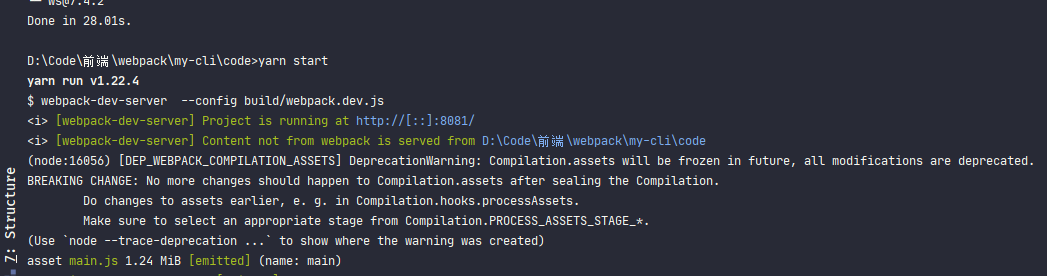 ws@7.4.2
Done in 28.01s.
D:\Code\前端\webpack\my-cli\code>yarn start
yarn run v1.22.4
$ webpack-dev-server  --config build/webpack.dev.js
<i> [webpack-dev-server] Project is running at http://[::]:8081/
<i> [webpack-dev-server] Content not from webpack is served from D:\Code\前端\webpack\my-cli\code
(node:16056) [DEP_WEBPACK_COMPILATION_ASSETS] DeprecationWarning: Compilation.assets will be frozen in future, all modifications are deprecated.
BREAKING CHANGE: No more changes should happen to Compilation.assets after sealing the Compilation.
        Do changes to assets earlier, e. g. in Compilation.hooks.processAssets.
        Make sure to select an appropriate stage from Compilation.PROCESS_ASSETS_STAGE_*.
(Use `node --trace-deprecation ...` to show where the warning was created)
asset main.js 1.24 MiB [emitted] (name: main)
7: Structure